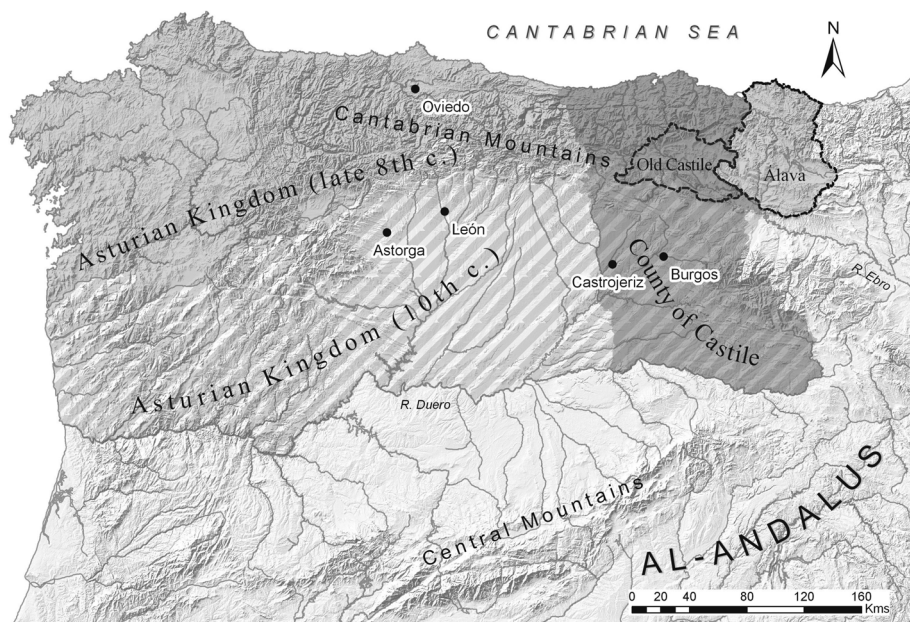 CANTABRIAN SEA
N
Oviedo
Cantabrian Mountains
Old Castile
Álava
Asturian Kingdom (late 8th c.)
León
Astorga
Castrojeriz
Burgos
R. Ebro
County of Castile
Asturian Kingdom (10th c.)
R. Duero
Central Mountains
AL-ANDALUS
0 20 40 80 120 160
Kms